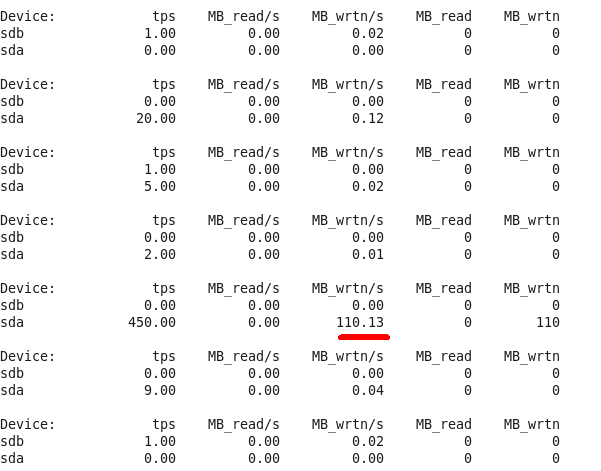 Device: tps MB_read/s MB_wrtn/s MB_read MB_wrtn
sdb 1.00 0.00 0.02 0 0
sda 0.00 0.00 0.00 0 0
Device: tps MB_read/s MB_wrtn/s MB_read MB_wrtn
sdb 0.00 0.00 0.00 0 0
sda 20.00 0.00 0.12 0 0
Device: tps MB_read/s MB_wrtn/s MB_read MB_wrtn
sdb 1.00 0.00 0.00 0 0
sda 5.00 0.00 0.02 0 0
Device: tps MB_read/s MB_wrtn/s MB_read MB_wrtn
sdb 0.00 0.00 0.00 0 0
sda 2.00 0.00 0.01 0 0
Device: tps MB_read/s MB_wrtn/s MB_read MB_wrtn
sdb 0.00 0.00 0.00 0 0
sda 450.00 0.00 110.13 0 110
Device: tps MB_read/s MB_wrtn/s MB_read MB_wrtn
sdb 0.00 0.00 0.00 0 0
sda 9.00 0.00 0.04 0 0
Device: tps MB_read/s MB_wrtn/s MB_read MB_wrtn
sdb 1.00 0.00 0.02 0 0
sda 0.00 0.00 0.00 0 0